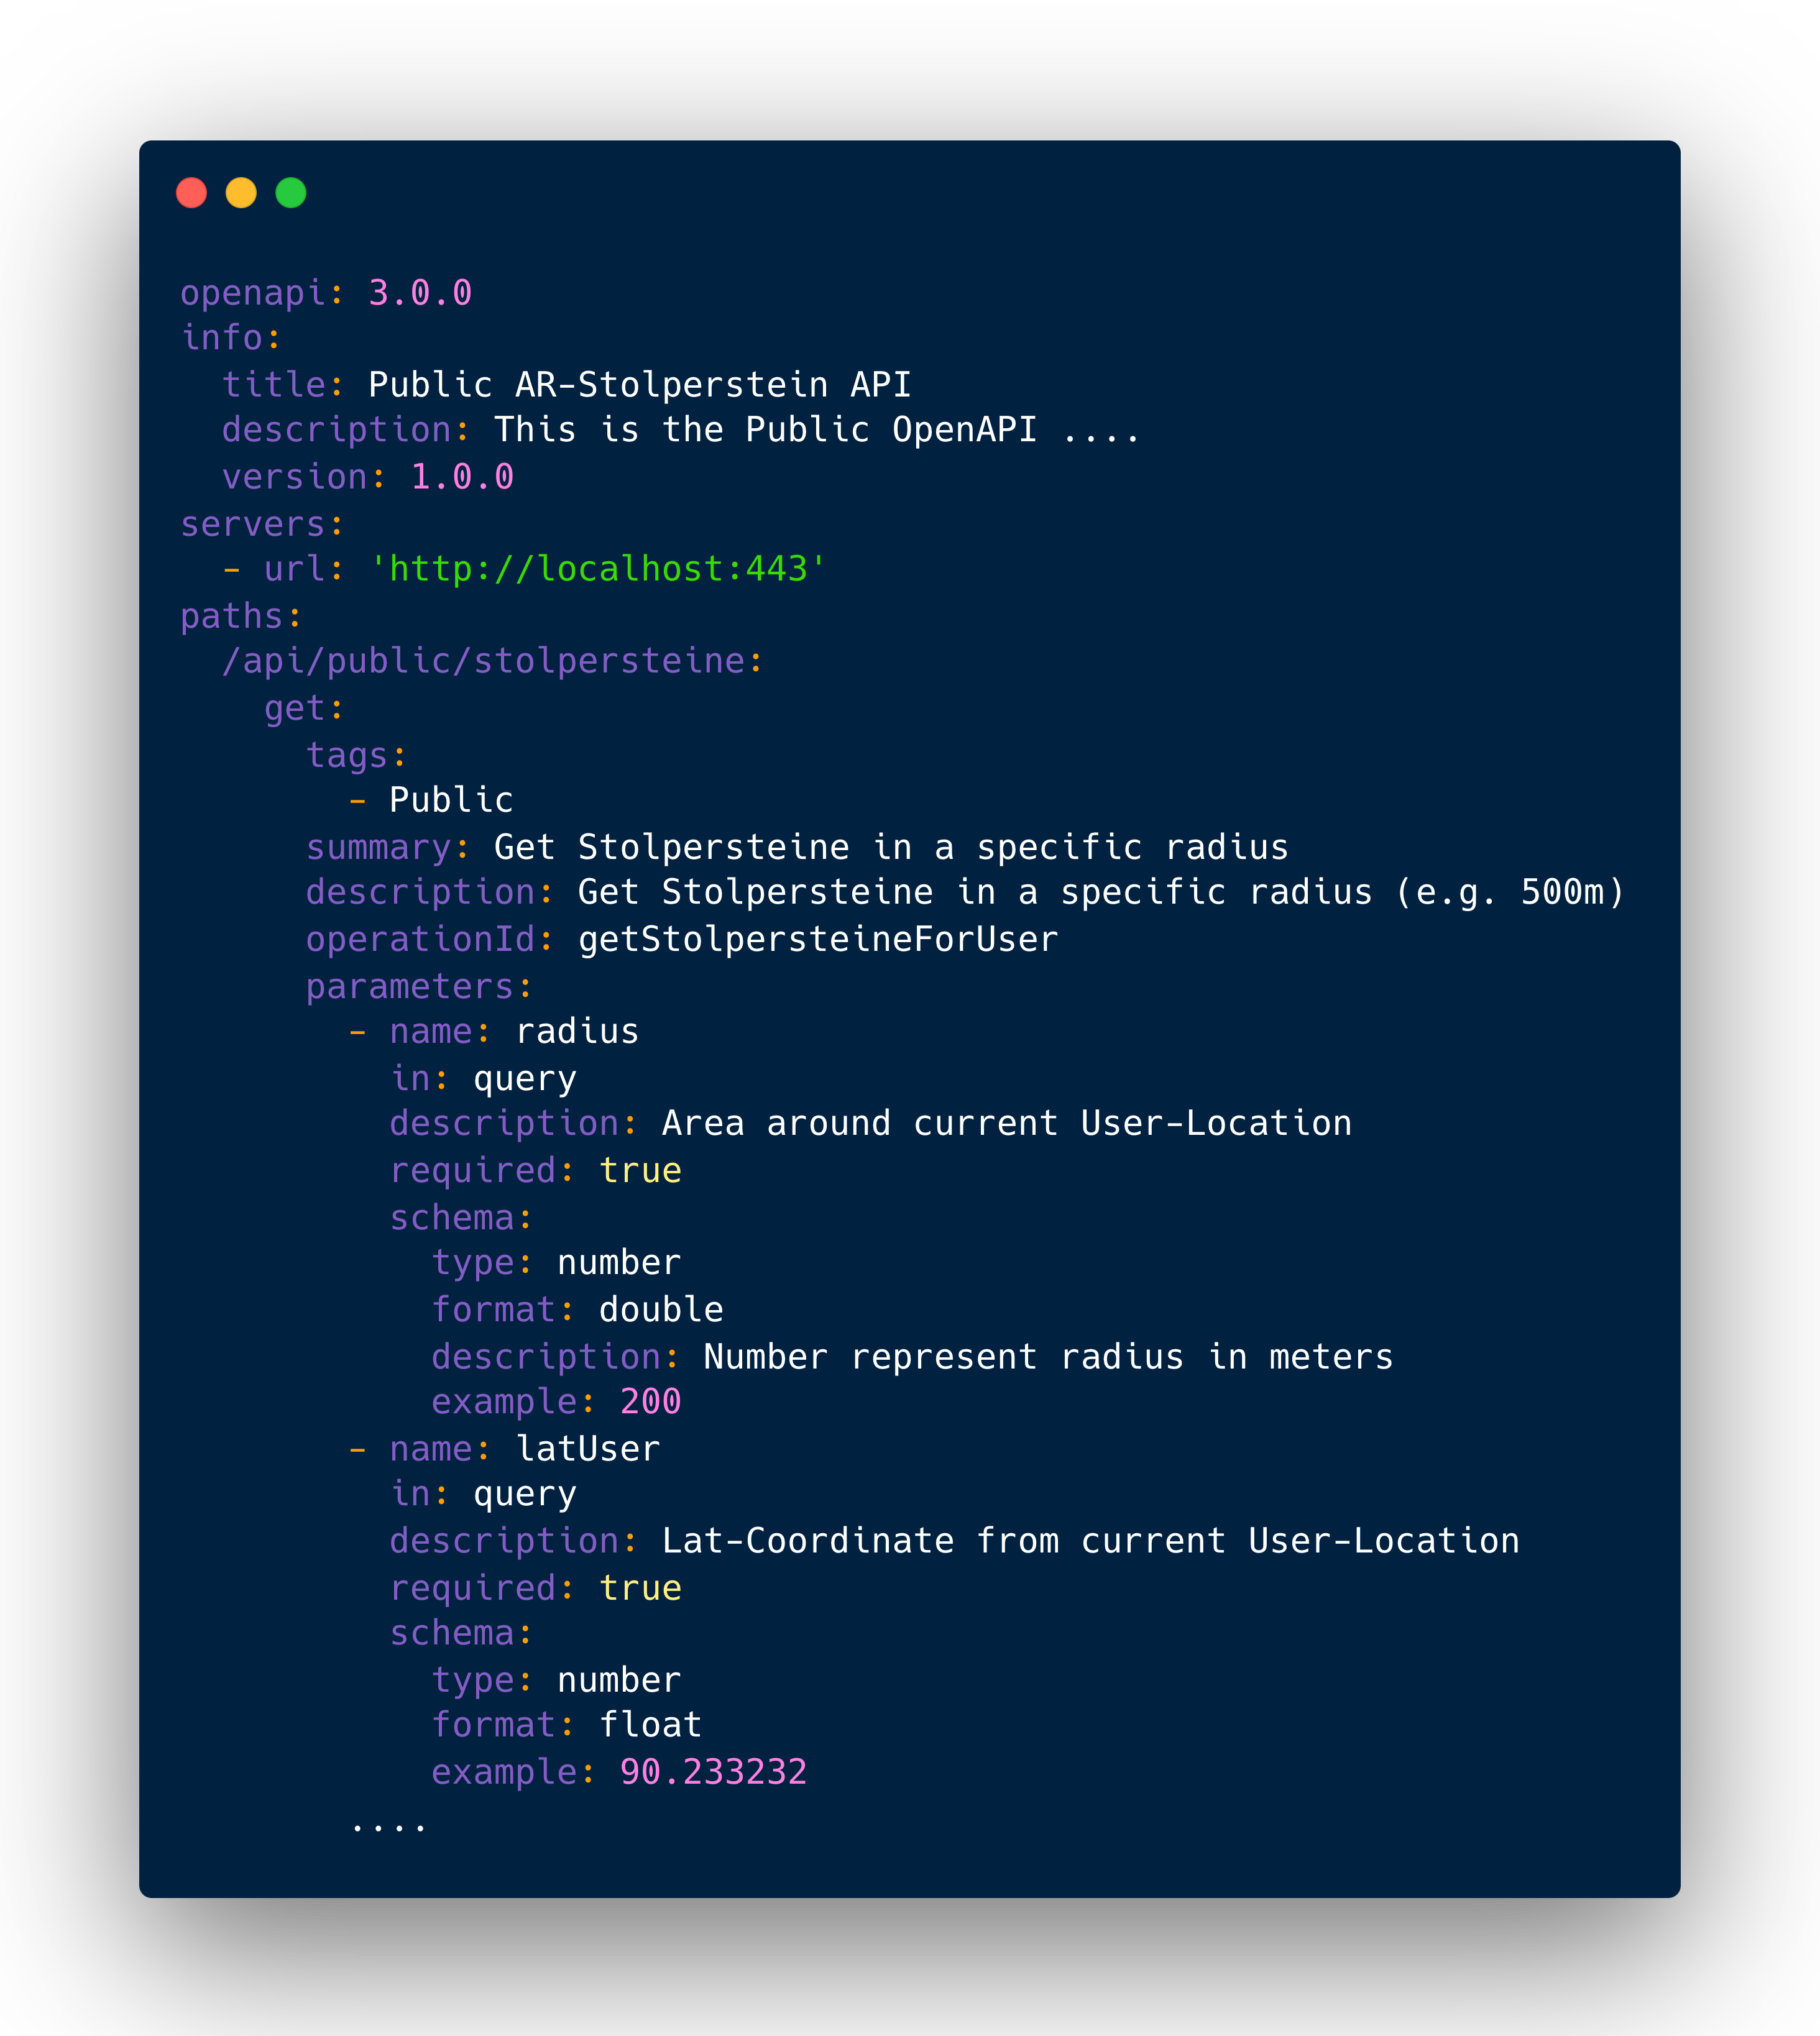 openapi: 3.0.0
info:
  title: Public AR-Stolperstein API
  description: This is the Public OpenAPI ....
  version: 1.0.0
servers:
  - url: 'http://localhost:443'
paths:
  /api/public/stolpersteine:
    get:
      tags:
        - Public
      summary: Get Stolpersteine in a specific radius
      description: Get Stolpersteine in a specific radius (e.g. 500m)
      operationId: getStolpersteineForUser
      parameters:
        - name: radius
          in: query
          description: Area around current User-Location
          required: true
          schema:
            type: number
            format: double
            description: Number represent radius in meters
            example: 200
        - name: latUser
          in: query
          description: Lat-Coordinate from current User-Location
          required: true
          schema:
            type: number
            format: float
            example: 90.233232
        ....